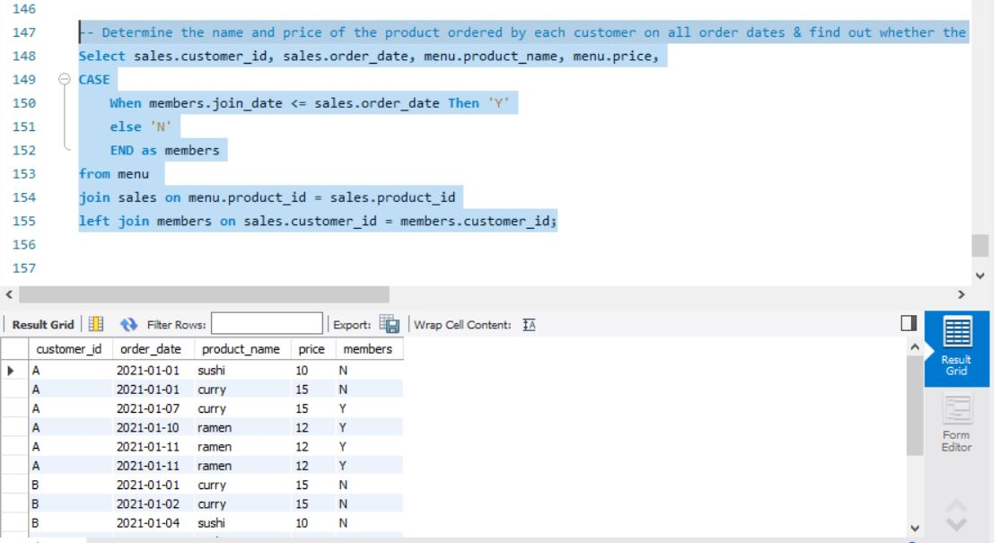 146
147 -- Determine the name and price of the product ordered by each customer on all order dates & find out whether the
148 Select sales.customer_id, sales.order_date, menu.product_name, menu.price,
149 CASE
150 When members.join_date <= sales.order_date Then 'Y'
151 else 'N'
152 END as members
153 from menu
154 join sales on menu.product_id = sales.product_id
155 left join members on sales.customer_id = members.customer_id;
156
157
Result Grid Filter Rows: Export: Wrap Cell Content:
customer_id order_date product_name price members
A 2021-01-01 sushi 10 N
A 2021-01-01 curry 15 N
A 2021-01-07 curry 15 Y
A 2021-01-10 ramen 12 Y
A 2021-01-11 ramen 12 Y
A 2021-01-11 ramen 12 Y
B 2021-01-01 curry 15 N
B 2021-01-02 curry 15 N
B 2021-01-04 sushi 10 N
Result
Grid
Form
Editor